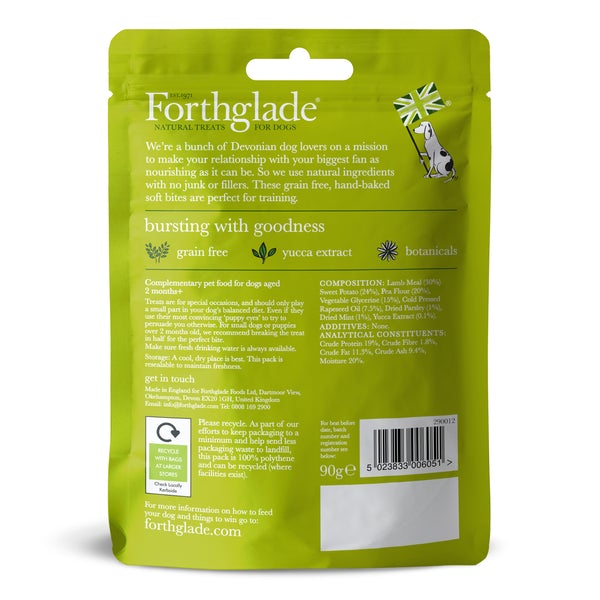 EST.1971
Forthglade®
NATURAL TREATS FOR DOGS
®
We're a bunch of Devonian dog lovers on a mission
to make your relationship with your biggest fan as
nourishing as it can be. So we use natural ingredients
with no junk or fillers. These grain free, hand-baked
soft bites are perfect for training.
bursting with goodness
grain free
yucca extract
botanicals
Complementary pet food for dogs aged
2 months+
Treats are for special occasions, and should only play
a small part in your dog's balanced diet. Even if they
use their most convincing 'puppy eyes' to try to
persuade you otherwise. For small dogs or puppies
over 2 months old, we recommend breaking the treat
in half for the perfect bite.
Make sure fresh drinking water is always available.
Storage: A cool, dry place is best. This pack is
resealable to maintain freshness.
get in touch
Made in England for Forthglade Foods Ltd, Dartmoor View,
Okehampton, Devon EX20 1GH, United Kingdom
Email: info@forthglade.com Tel: 0808 169 2900
COMPOSITION: Lamb Meal (30%)
Sweet Potato (24%), Pea Flour (20%),
Vegetable Glycerine (15%), Cold Pressed
Rapeseed Oil (7.5%), Dried Parsley (1%),
Dried Mint (1%), Yucca Extract (0.1%).
ADDITIVES: None.
ANALYTICAL CONSTITUENTS:
Crude Protein 19%, Crude Fibre 1.8%,
Crude Fat 11.3%, Crude Ash 9.4%,
Moisture 20%.
RECYCLE
WITH BAGS
AT LARGER
STORES
Check Locally
Kerbside
Please recycle. As part of our
efforts to keep packaging to a
minimum and help send less
packaging waste to landfill,
this pack is 100% polythene
and can be recycled (where
facilities exist).
For more information on how to feed
your dog and things to win go to:
forthglade.com
For best before
date, batch
number and
registration
number see
below:
90g℮
290012
5 023833 006051 >